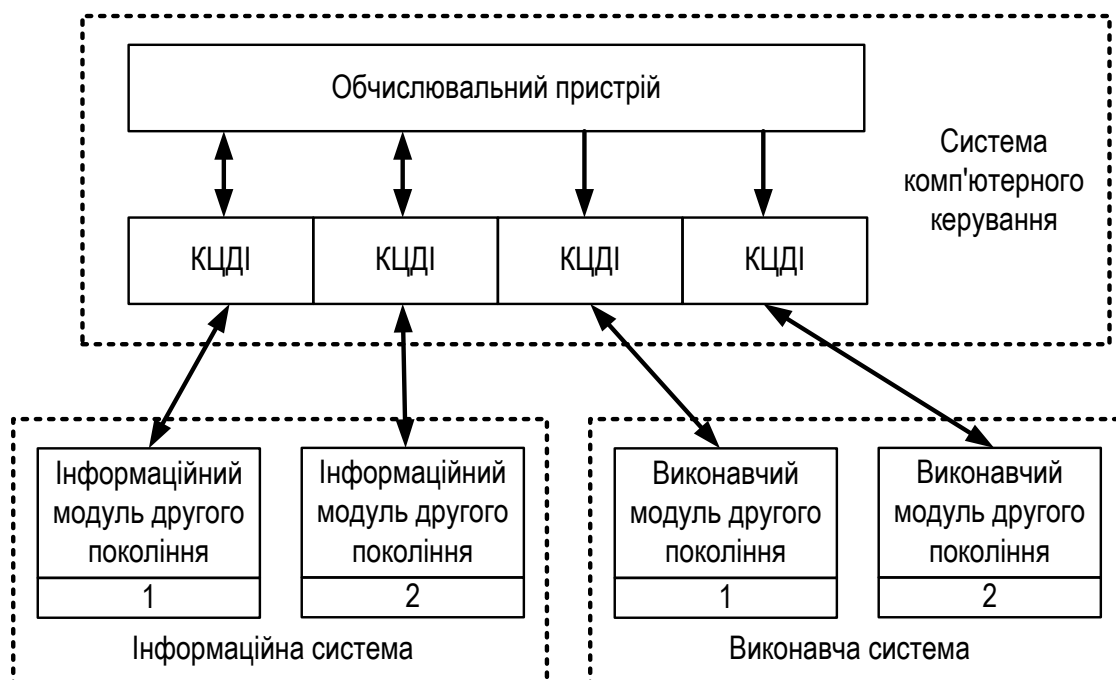 Обчислювальний пристрій
Система
комп'ютерного
керування
КЦДІ
КЦДІ
КЦДІ
КЦДІ
Інформаційний
модуль другого
покоління
1
Інформаційний
модуль другого
покоління
2
Виконавчий
модуль другого
покоління
1
Виконавчий
модуль другого
покоління
2
Інформаційна система
Виконавча система